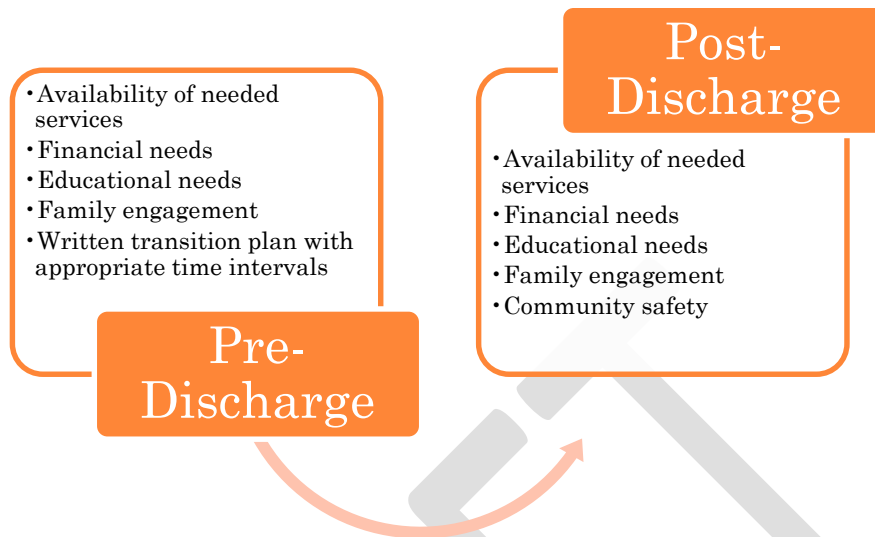 •Availability of needed
services
•Financial needs
•Educational needs
•Family engagement
•Written transition plan with
appropriate time intervals
Pre-
Discharge
Post-
Discharge
•Availability of needed
services
•Financial needs
•Educational needs
•Family engagement
•Community safety